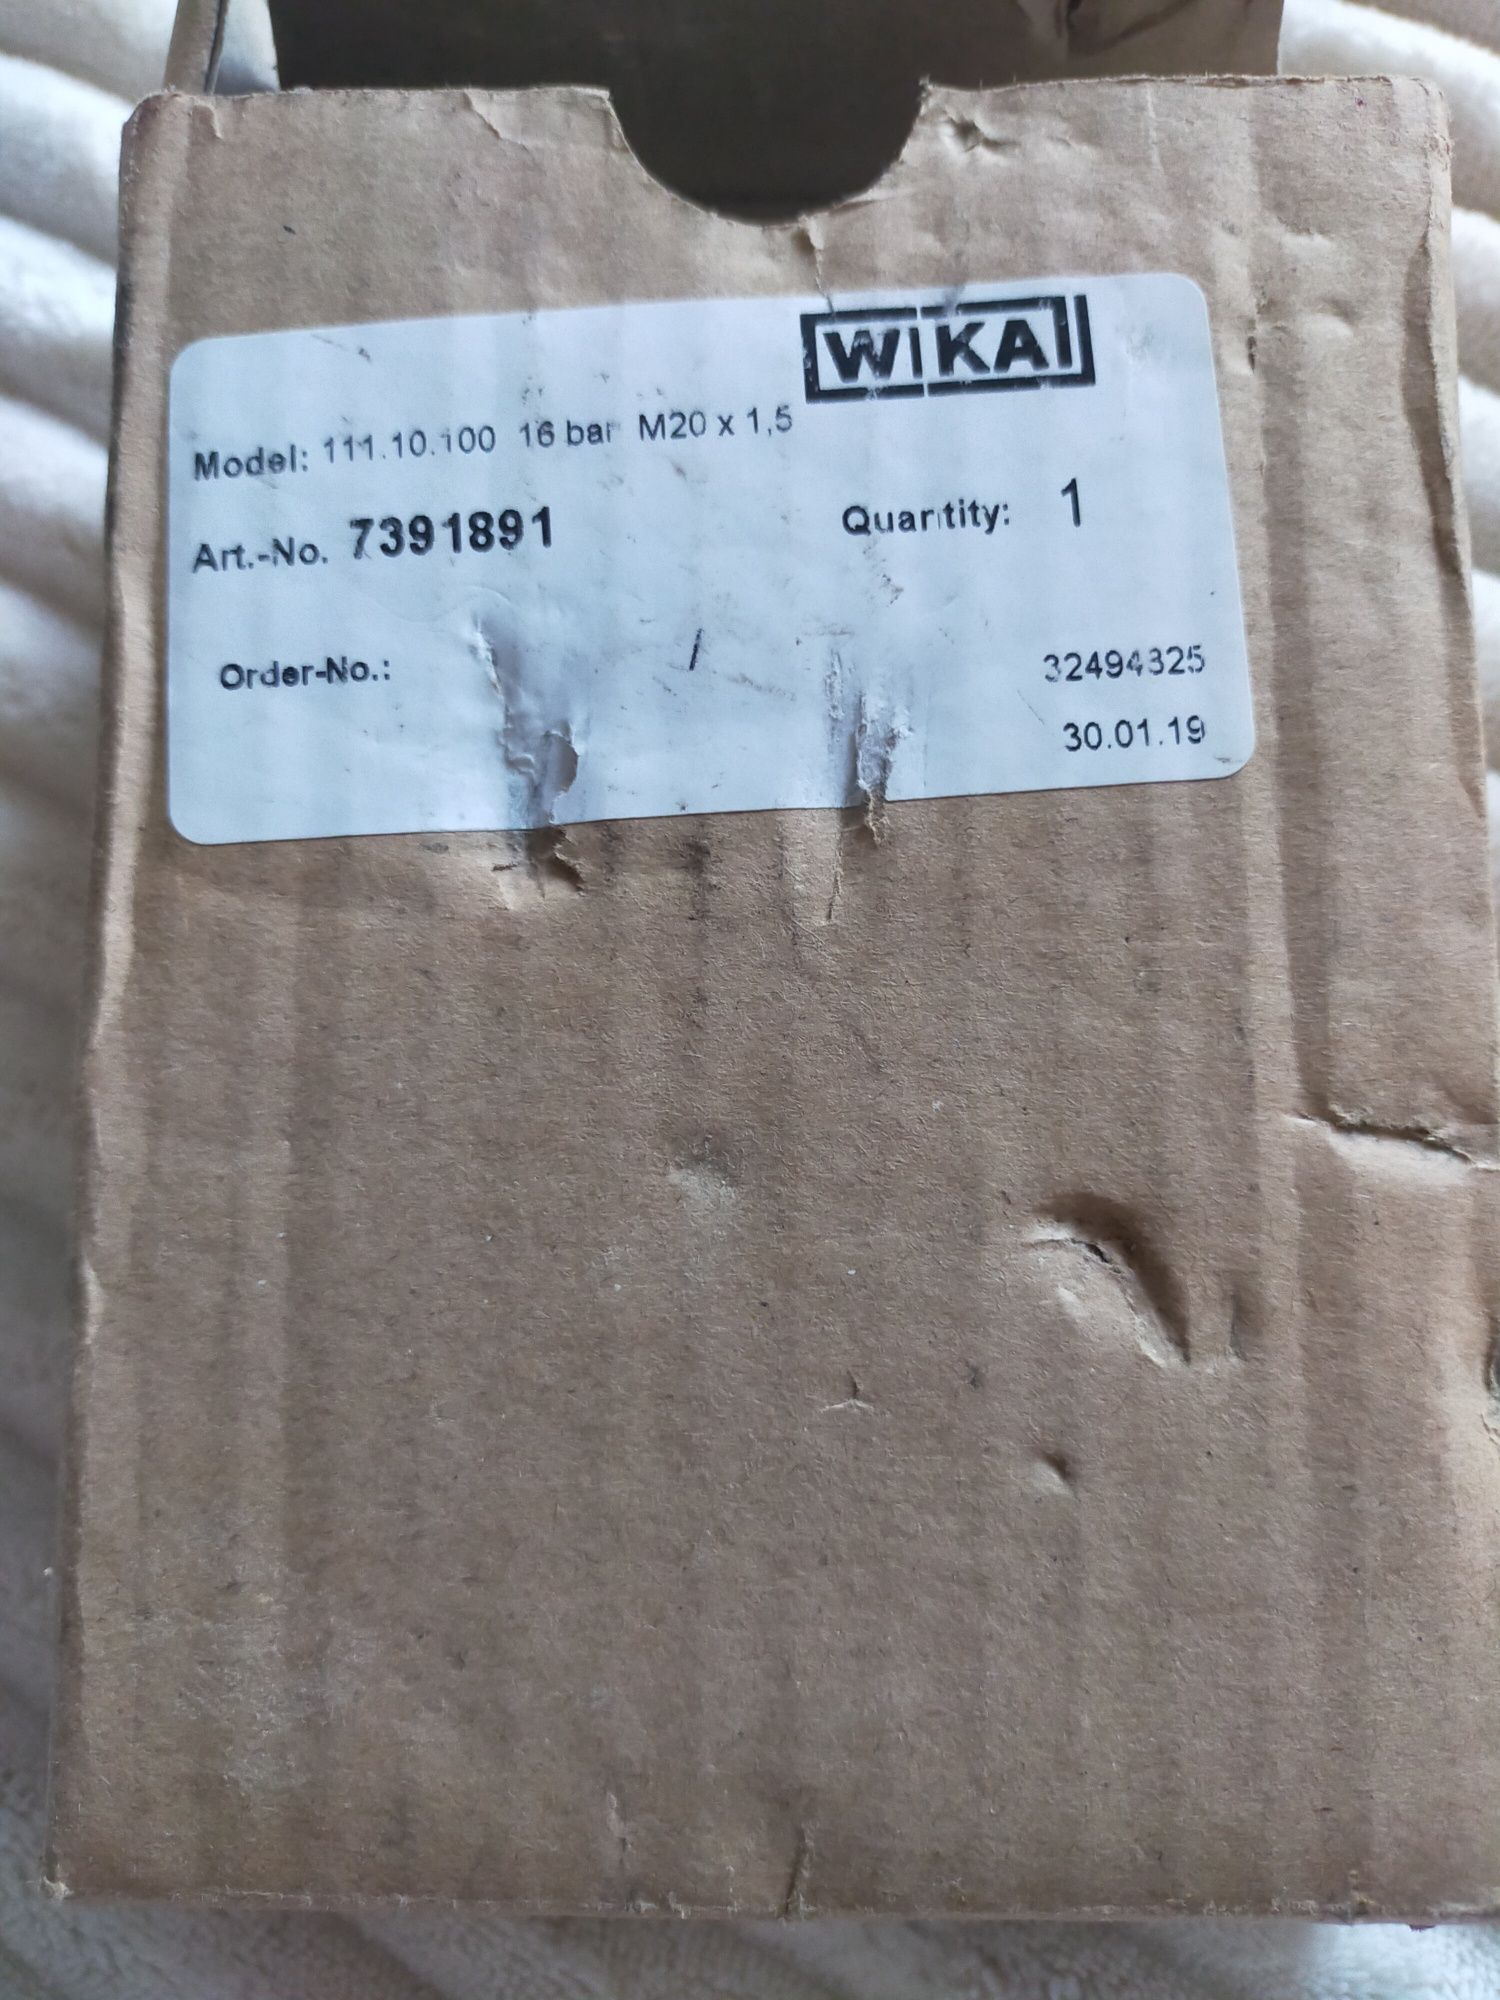 WIKA
Model: 111.10.100 16 bar M20 x 1,5
Art.-No. 7391891 Quantity: 1
Order-No.: / 32494325
30.01.19